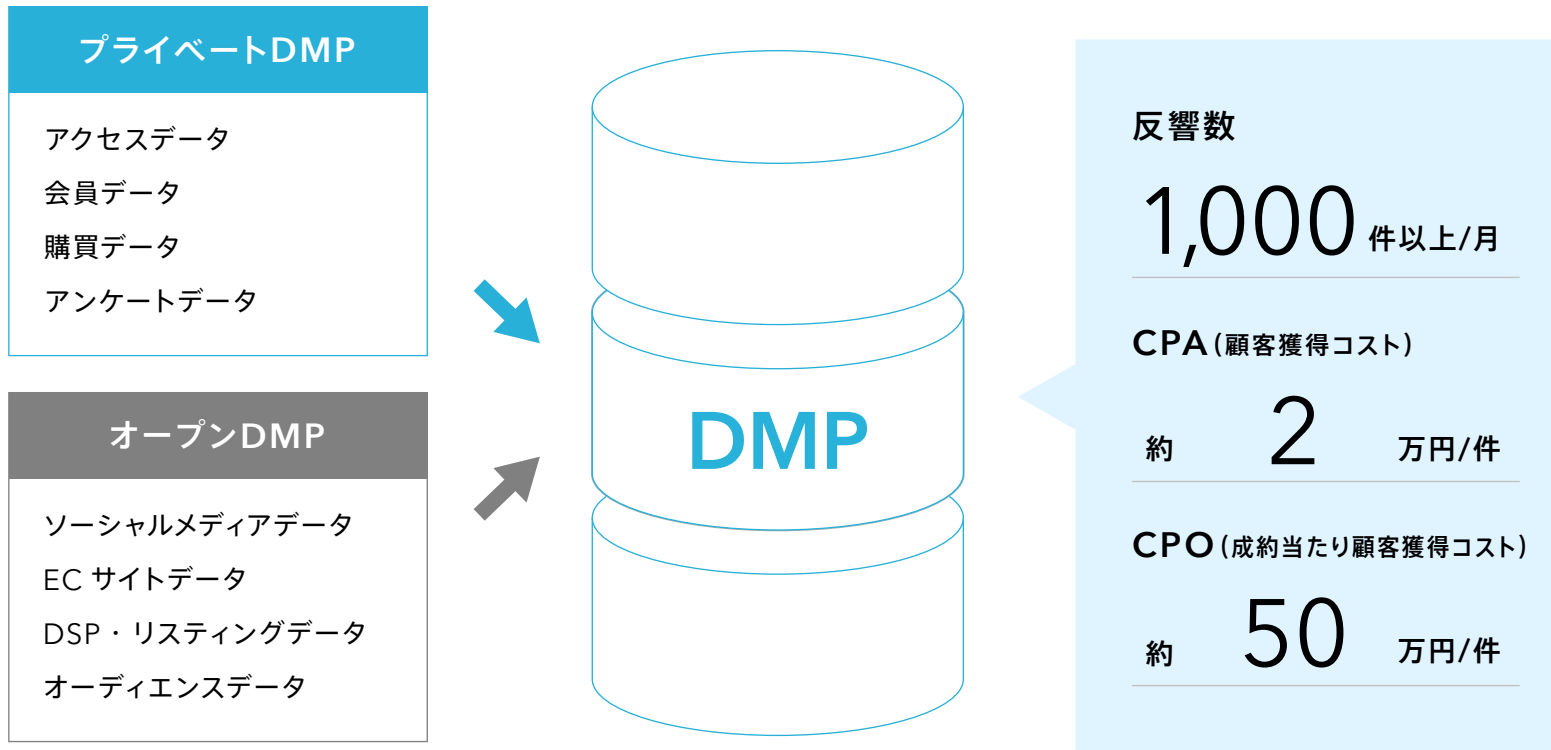 プライベートDMP
アクセスデータ
会員データ
購買データ
アンケートデータ
オープンDMP
ソーシャルメディアデータ
EC サイトデータ
DSP・リスティングデータ
オーディエンスデータ
DMP
反響数
1,000 件以上/月
CPA(顧客獲得コスト)
約 2 万円/件
CPO(成約当たり顧客獲得コスト)
約 50 万円/件